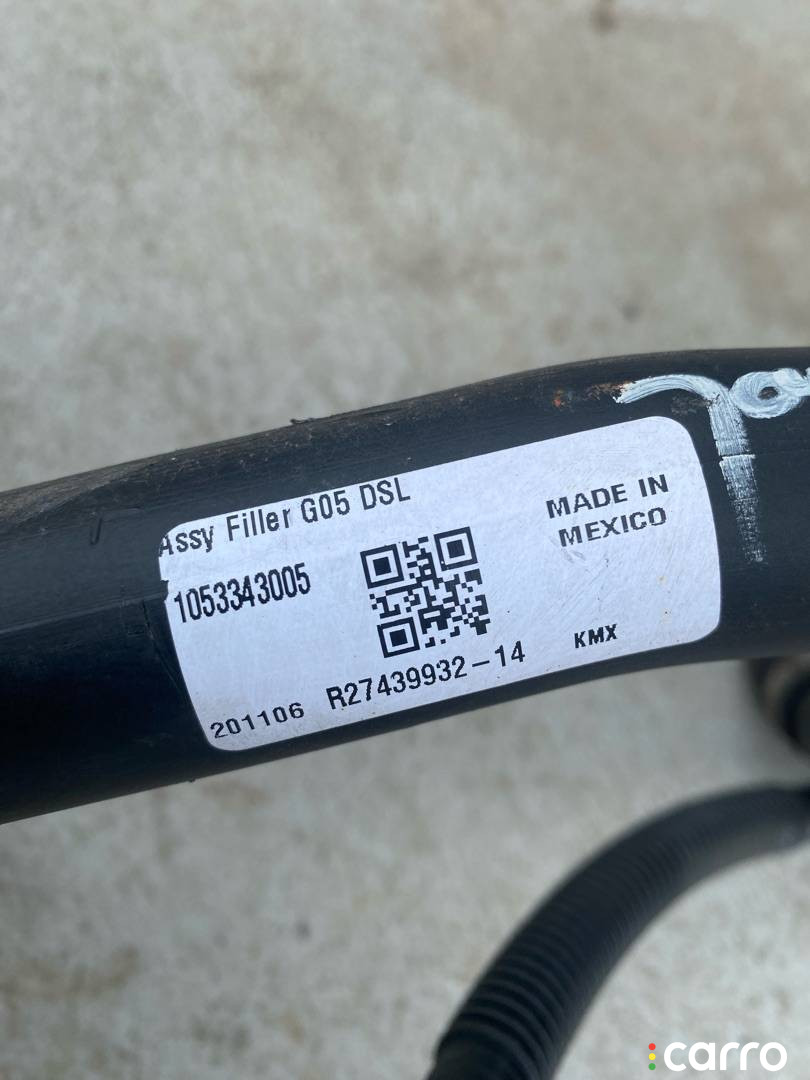 Assy Filler G05 DSL
MADE IN
MEXICO
1053343005
201106 R27439932-14 KMX
carro